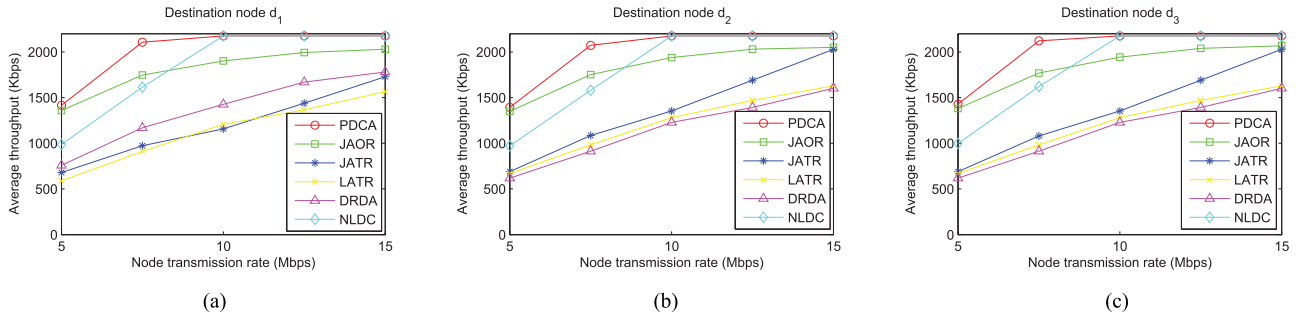 Destination node d1
Average throughput (Kbps)
2000
1500
1000
500
0
5
10
15
Node transmission rate (Mbps)
PDCA
JAOR
JATR
LATR
DRDA
NLDC
(a)
Destination node d2
Average throughput (Kbps)
2000
1500
1000
500
0
5
10
15
Node transmission rate (Mbps)
PDCA
JAOR
JATR
LATR
DRDA
NLDC
(b)
Destination node d3
Average throughput (Kbps)
2000
1500
1000
500
0
5
10
15
Node transmission rate (Mbps)
PDCA
JAOR
JATR
LATR
DRDA
NLDC
(c)